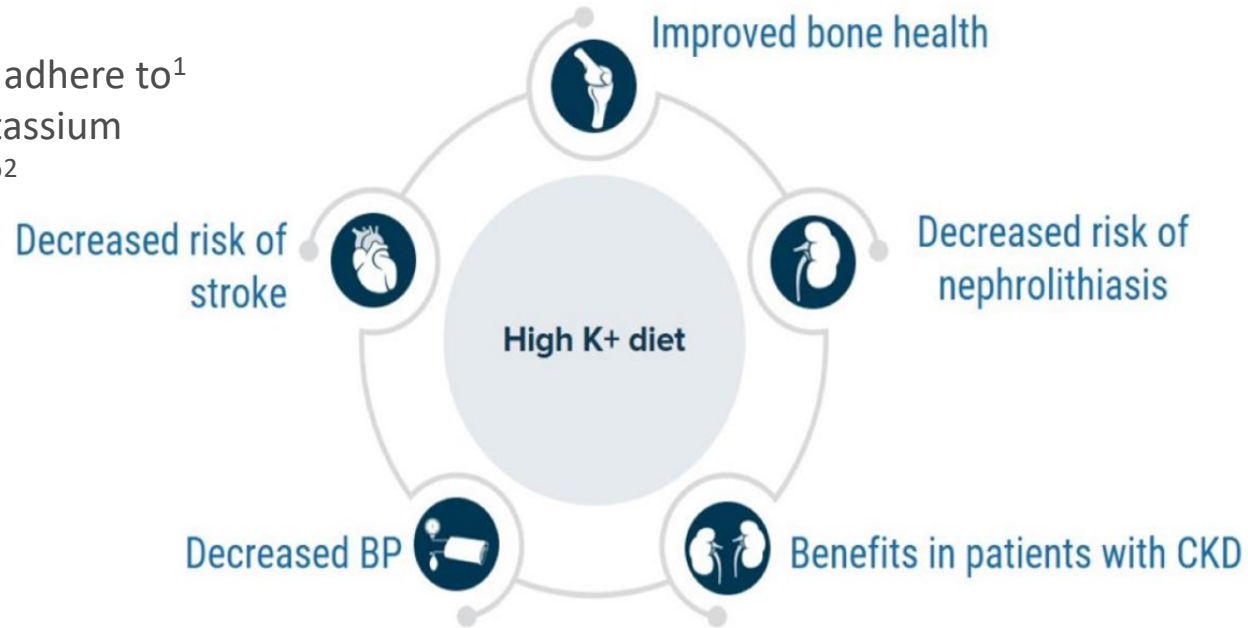 adhere to¹
tassium
²
Improved bone health
Decreased risk of
stroke
Decreased risk of
nephrolithiasis
High K+ diet
Decreased BP
Benefits in patients with CKD